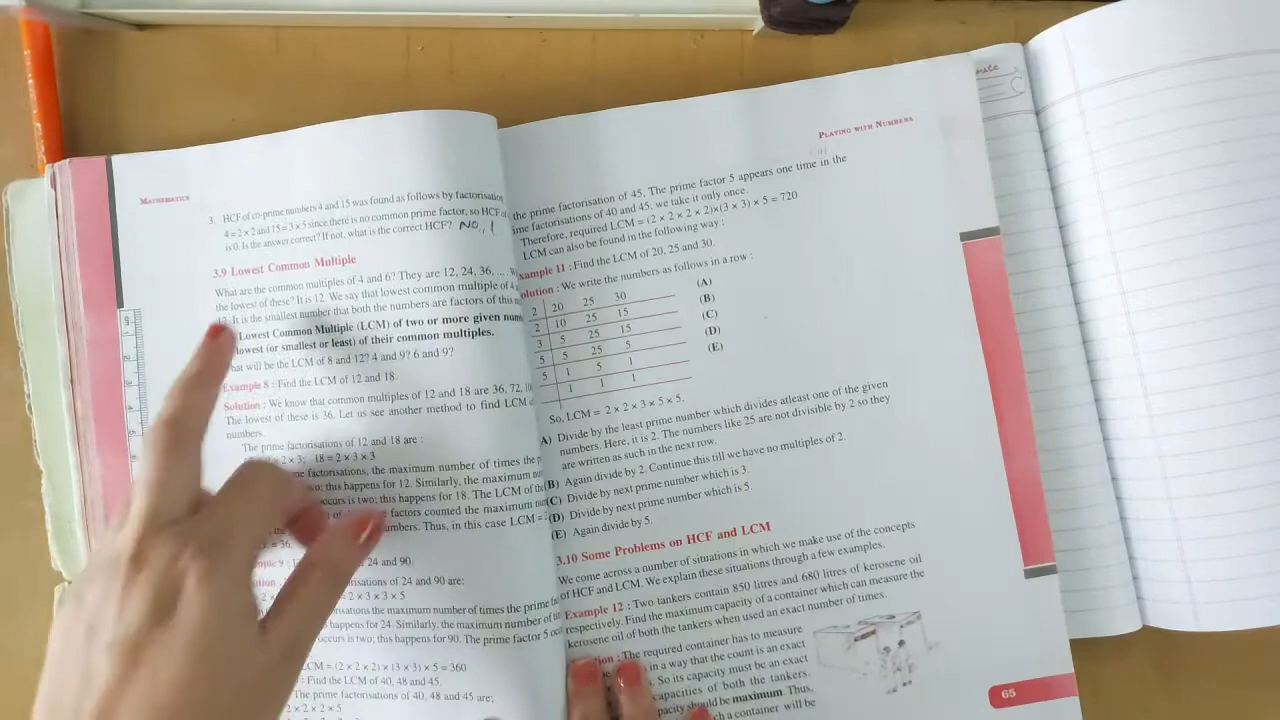 MATHEMATICS
3. HCF of co-prime numbers 4 and 15 was found as follows by factorisation
4 = 2 × 2 and 15 = 3 × 5 since there is no common prime factor, so HCF
is 0. Is the answer correct? If not, what is the correct HCF? NO, 1
3.9 Lowest Common Multiple
What are the common multiples of 4 and 6? They are 12, 24, 36, ...
the lowest of these? It is 12. We say that lowest common multiple of 4
12. It is the smallest number that both the numbers are factors of this
Lowest Common Multiple (LCM) of two or more given
lowest (or smallest or least) of their common multiples.
hat will be the LCM of 8 and 12? 4 and 9? 6 and 9?
Example 8 : Find the LCM of 12 and 18.
Solution : We know that common multiples of 12 and 18 are 36, 72,
The lowest of these is 36. Let us see another method to find LCM
numbers.
The prime factorisations of 12 and 18 are :
2 × 3; 18 = 2 × 3 × 3
factorisations, the maximum number of times the
two; this happens for 12. Similarly, the maximum
occurs is two; this happens for 18. The LCM of the
factors counted the maximum
numbers. Thus, in this case LCM =
= 36.
24 and 90.
risations of 24 and 90 are:
= 2 × 3 × 3 × 5
the maximum number of times the prime
happens for 24. Similarly, the maximum number of
occurs is two; this happens for 90. The prime factor 5
LCM = (2 × 2 × 2) × (3 × 3) × 5 = 360
: Find the LCM of 40, 48 and 45.
The prime factorisations of 40, 48 and 45 are;
2 × 2 × 2 × 5
PLAYING WITH NUMBERS
the prime factorisation of 45, The prime factor 5 appears one time in the
prime factorisations of 40 and 45, we take it only once.
Therefore, required LCM = (2 × 2 × 2 × 2)×(3 × 3) × 5 = 720
LCM can also be found in the following way :
Example 11 : Find the LCM of 20, 25 and 30.
Solution : We write the numbers as follows in a row :
2 20 25 30 (A)
2 10 25 15 (B)
3 5 25 15 (C)
5 5 25 5 (D)
5 1 5 1 (E)
1 1 1
So, LCM = 2 × 2 × 3 × 5 × 5.
(A) Divide by the least prime number which divides atleast one of the given
numbers. Here, it is 2. The numbers like 25 are not divisible by 2 so they
are written as such in the next row.
(B) Again divide by 2. Continue this till we have no multiples of 2.
(C) Divide by next prime number which is 3.
(D) Divide by next prime number which is 5.
(E) Again divide by 5.
3.10 Some Problems on HCF and LCM
We come across a number of situations in which we make use of the concepts
of HCF and LCM. We explain these situations through a few examples.
Example 12 : Two tankers contain 850 litres and 680 litres of kerosene oil
respectively. Find the maximum capacity of a container which can measure the
kerosene oil of both the tankers when used an exact number of times.
The required container has to measure
in a way that the count is an exact
So its capacity must be an exact
capacities of both the tankers.
should be maximum. Thus,
ch a container will be
65